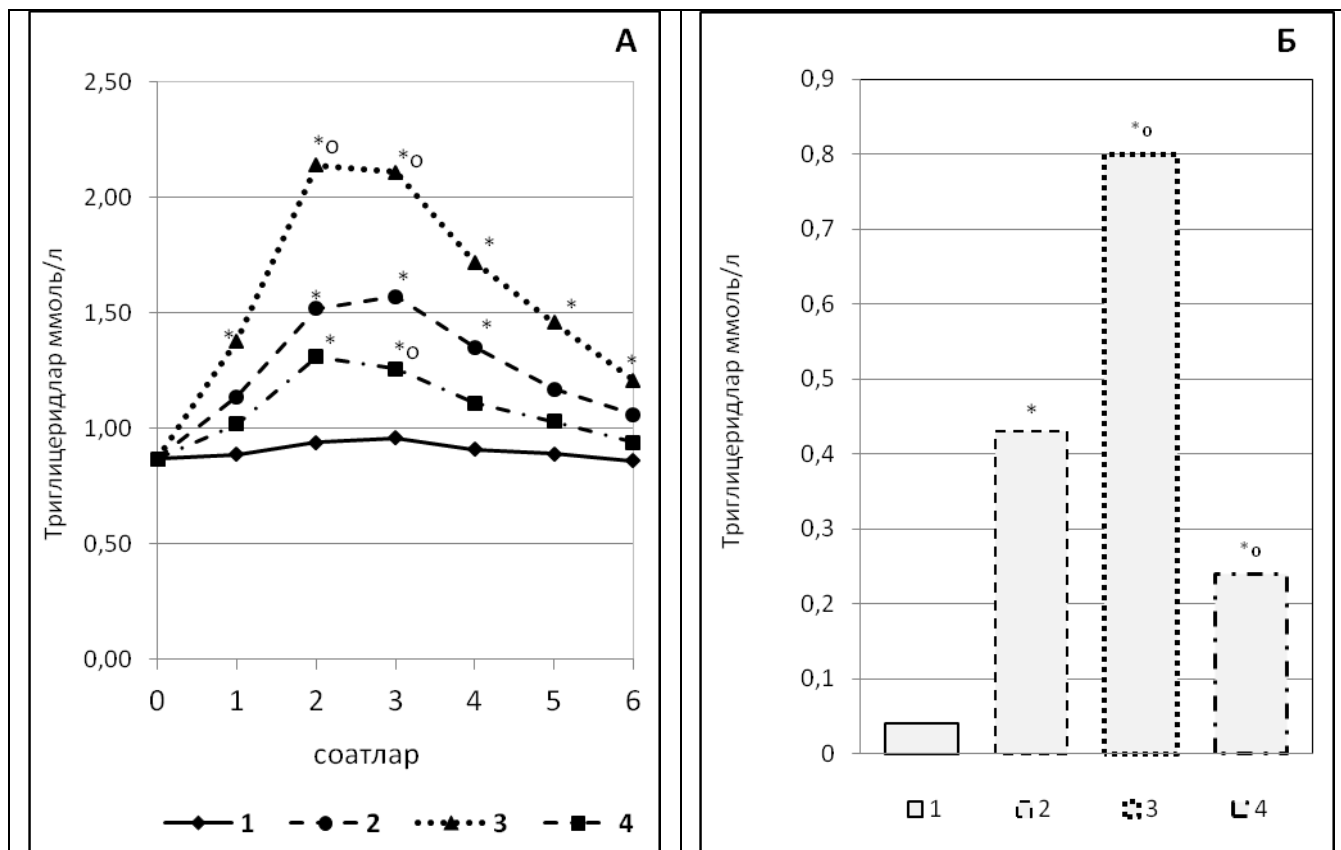 А
Триглицеридлар ммоль/л
2,50
2,00
1,50
1,00
0,50
0,00
*о
*о
*
*
*
*
*
*
*
*
*
*о
0 1 2 3 4 5 6
соатлар
1 2 3 4
Б
Триглицеридлар ммоль/л
0,9
0,8
0,7
0,6
0,5
0,4
0,3
0,2
0,1
0
*
*о
*о
1 2 3 4